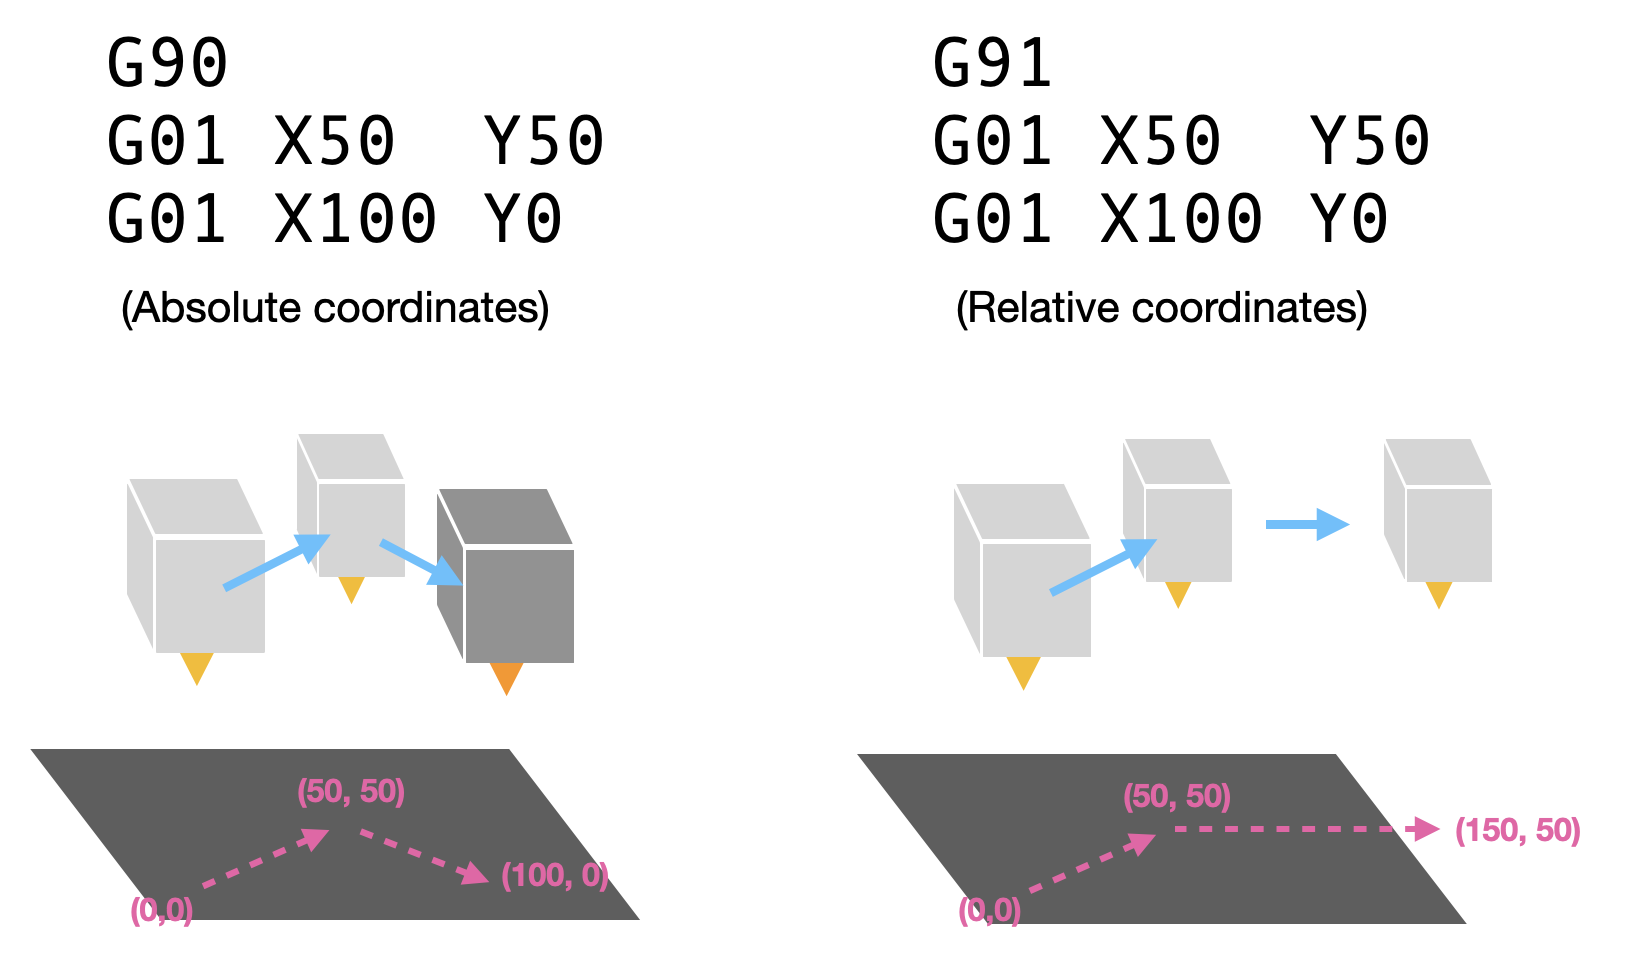 G90
G01 X50 Y50
G01 X100 Y0
(Absolute coordinates)
(50, 50)
(100, 0)
(0,0)
G91
G01 X50 Y50
G01 X100 Y0
(Relative coordinates)
(50, 50)
(150, 50)
(0,0)